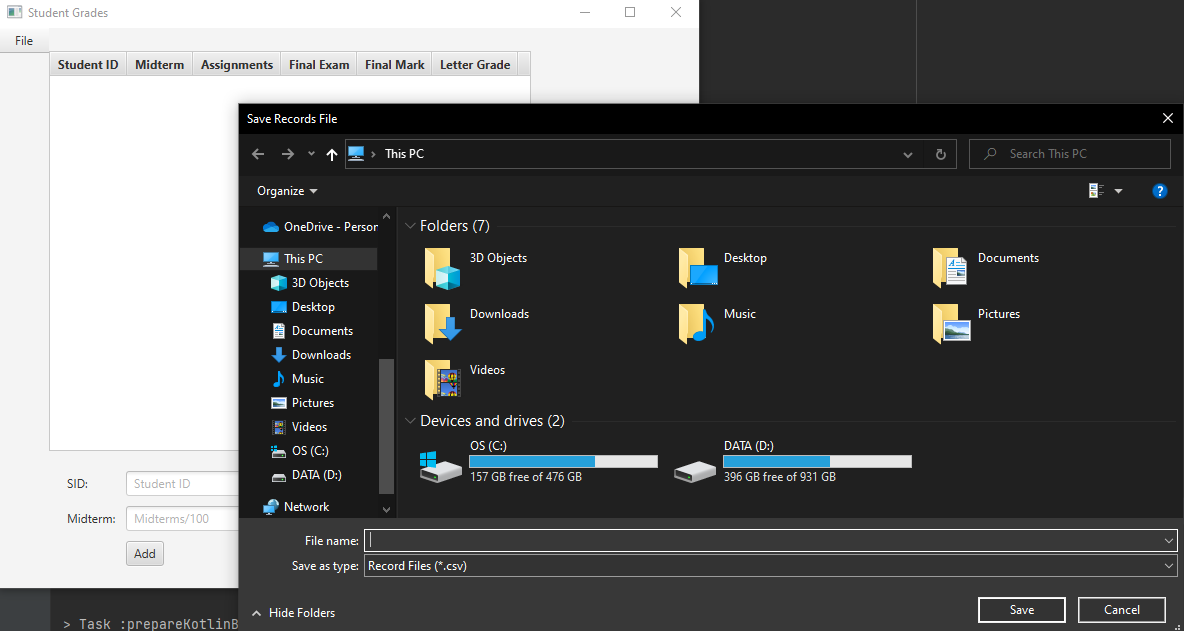 Student Grades
File
Student ID Midterm Assignments Final Exam Final Mark Letter Grade
Save Records File
This PC
Search This PC
Organize
?
OneDrive - Person
This PC
3D Objects
Desktop
Documents
Downloads
Music
Pictures
Videos
OS (C:)
DATA (D:)
Network
Folders (7)
3D Objects
Desktop
Documents
Downloads
Music
Pictures
Videos
Devices and drives (2)
OS (C:)
157 GB free of 476 GB
DATA (D:)
396 GB free of 931 GB
SID: Student ID
Midterm: Midterms/100
Add
File name:
Save as type: Record Files (*.csv)
Hide Folders
Save
Cancel
> Task :prepareKotlinB